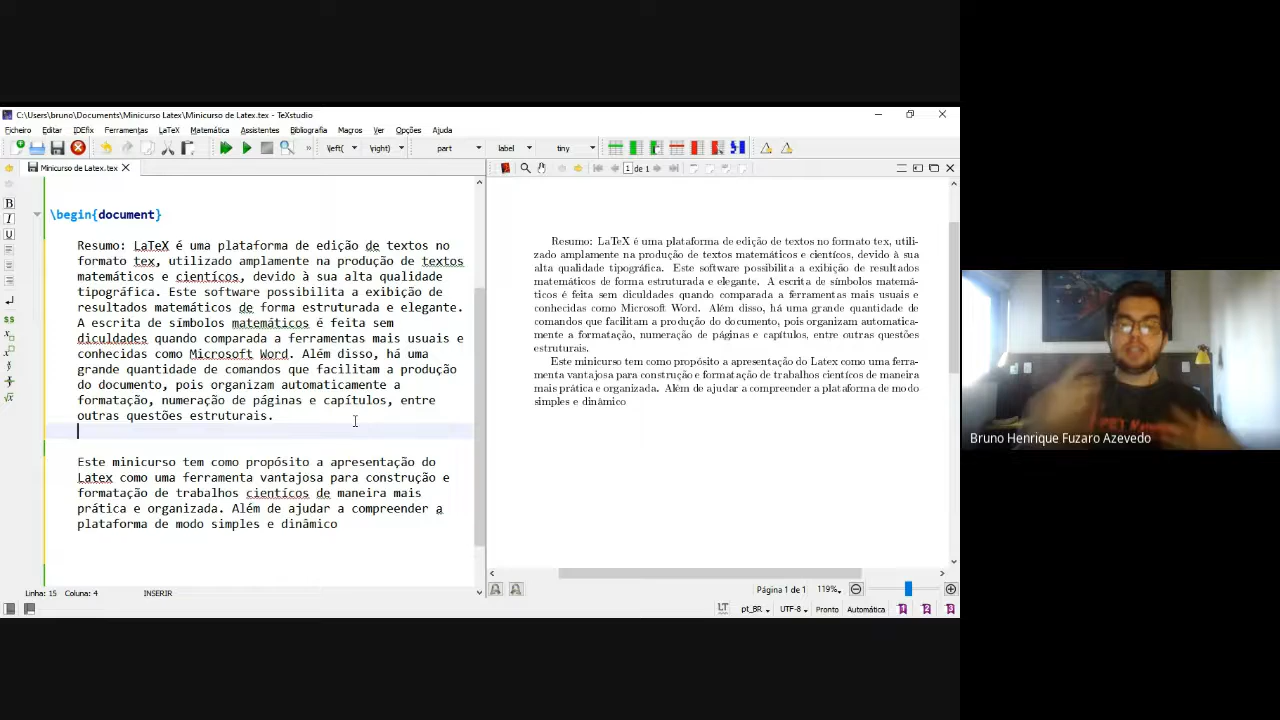 C:\Users\bruno\Documents\Minicurso Latex\Minicurso de Latex.tex - TeXstudio
Ficheiro Editar IDEfix Ferramentas LaTeX Matemática Assistentes Bibliografia Macros Ver Opções Ajuda
\left( \right) part label tiny
Minicurso de Latex.tex
1 de 1
\begin{document}
Resumo: LaTeX é uma plataforma de edição de textos no
formato tex, utilizado amplamente na produção de textos
matemáticos e cientícos, devido à sua alta qualidade
tipográfica. Este software possibilita a exibição de
resultados matemáticos de forma estruturada e elegante.
A escrita de símbolos matemáticos é feita sem
diculdades quando comparada a ferramentas mais usuais e
conhecidas como Microsoft Word. Além disso, há uma
grande quantidade de comandos que facilitam a produção
do documento, pois organizam automaticamente a
formatação, numeração de páginas e capítulos, entre
outras questões estruturais.
Este minicurso tem como propósito a apresentação do
Latex como uma ferramenta vantajosa para construção e
formatação de trabalhos cientícos de maneira mais
prática e organizada. Além de ajudar a compreender a
plataforma de modo simples e dinâmico
Resumo: LaTeX é uma plataforma de edição de textos no formato tex, utili-
zado amplamente na produção de textos matemáticos e cientícos, devido à sua
alta qualidade tipográfica. Este software possibilita a exibição de resultados
matemáticos de forma estruturada e elegante. A escrita de símbolos matemá-
ticos é feita sem diculdades quando comparada a ferramentas mais usuais e
conhecidas como Microsoft Word. Além disso, há uma grande quantidade de
comandos que facilitam a produção do documento, pois organizam automatica-
mente a formatação, numeração de páginas e capítulos, entre outras questões
estruturais.
Este minicurso tem como propósito a apresentação do Latex como uma ferra-
menta vantajosa para construção e formatação de trabalhos cientícos de maneira
mais prática e organizada. Além de ajudar a compreender a plataforma de modo
simples e dinâmico
Bruno Henrique Fuzaro Azevedo
Página 1 de 1 119%
Linha: 15 Coluna: 4 INSERIR
LT pt_BR UTF-8 Pronto Automática